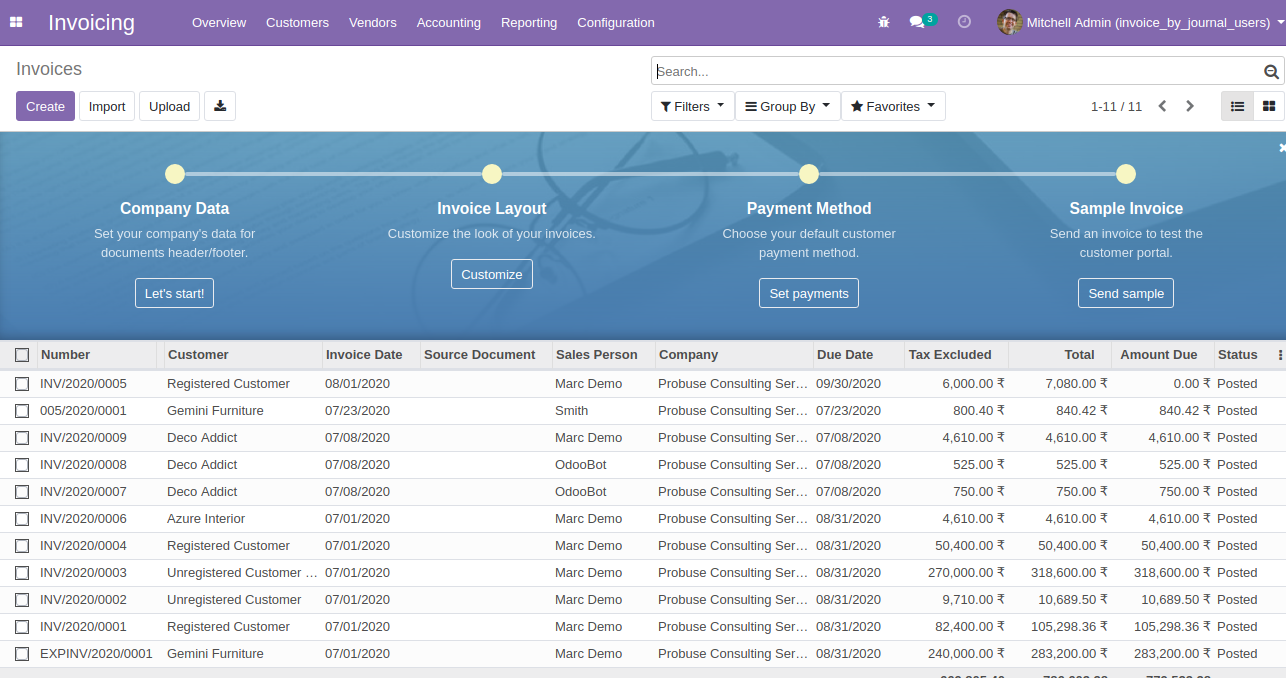 Invoicing Overview Customers Vendors Accounting Reporting Configuration 3 Mitchell Admin (invoice_by_journal_users)
Invoices
Search...
Create Import Upload Filters Group By Favorites 1-11 / 11
Company Data Invoice Layout Payment Method Sample Invoice
Set your company's data for Customize the look of your invoices. Choose your default customer Send an invoice to test the
documents header/footer. payment method. customer portal.
Let's start! Customize Set payments Send sample
Number Customer Invoice Date Source Document Sales Person Company Due Date Tax Excluded Total Amount Due Status
INV/2020/0005 Registered Customer 08/01/2020 Marc Demo Probuse Consulting Ser... 09/30/2020 6,000.00 ₹ 7,080.00 ₹ 0.00 ₹ Posted
005/2020/0001 Gemini Furniture 07/23/2020 Smith Probuse Consulting Ser... 07/23/2020 800.40 ₹ 840.42 ₹ 840.42 ₹ Posted
INV/2020/0009 Deco Addict 07/08/2020 Marc Demo Probuse Consulting Ser... 07/08/2020 4,610.00 ₹ 4,610.00 ₹ 4,610.00 ₹ Posted
INV/2020/0008 Deco Addict 07/08/2020 OdooBot Probuse Consulting Ser... 07/08/2020 525.00 ₹ 525.00 ₹ 525.00 ₹ Posted
INV/2020/0007 Deco Addict 07/08/2020 OdooBot Probuse Consulting Ser... 07/08/2020 750.00 ₹ 750.00 ₹ 750.00 ₹ Posted
INV/2020/0006 Azure Interior 07/01/2020 Marc Demo Probuse Consulting Ser... 08/31/2020 4,610.00 ₹ 4,610.00 ₹ 4,610.00 ₹ Posted
INV/2020/0004 Registered Customer 07/01/2020 Marc Demo Probuse Consulting Ser... 08/31/2020 50,400.00 ₹ 50,400.00 ₹ 50,400.00 ₹ Posted
INV/2020/0003 Unregistered Customer ... 07/01/2020 Marc Demo Probuse Consulting Ser... 08/31/2020 270,000.00 ₹ 318,600.00 ₹ 318,600.00 ₹ Posted
INV/2020/0002 Unregistered Customer 07/01/2020 Marc Demo Probuse Consulting Ser... 08/31/2020 9,710.00 ₹ 10,689.50 ₹ 10,689.50 ₹ Posted
INV/2020/0001 Registered Customer 07/01/2020 Marc Demo Probuse Consulting Ser... 08/31/2020 82,400.00 ₹ 105,298.36 ₹ 105,298.36 ₹ Posted
EXPINV/2020/0001 Gemini Furniture 07/01/2020 Marc Demo Probuse Consulting Ser... 08/31/2020 240,000.00 ₹ 283,200.00 ₹ 283,200.00 ₹ Posted